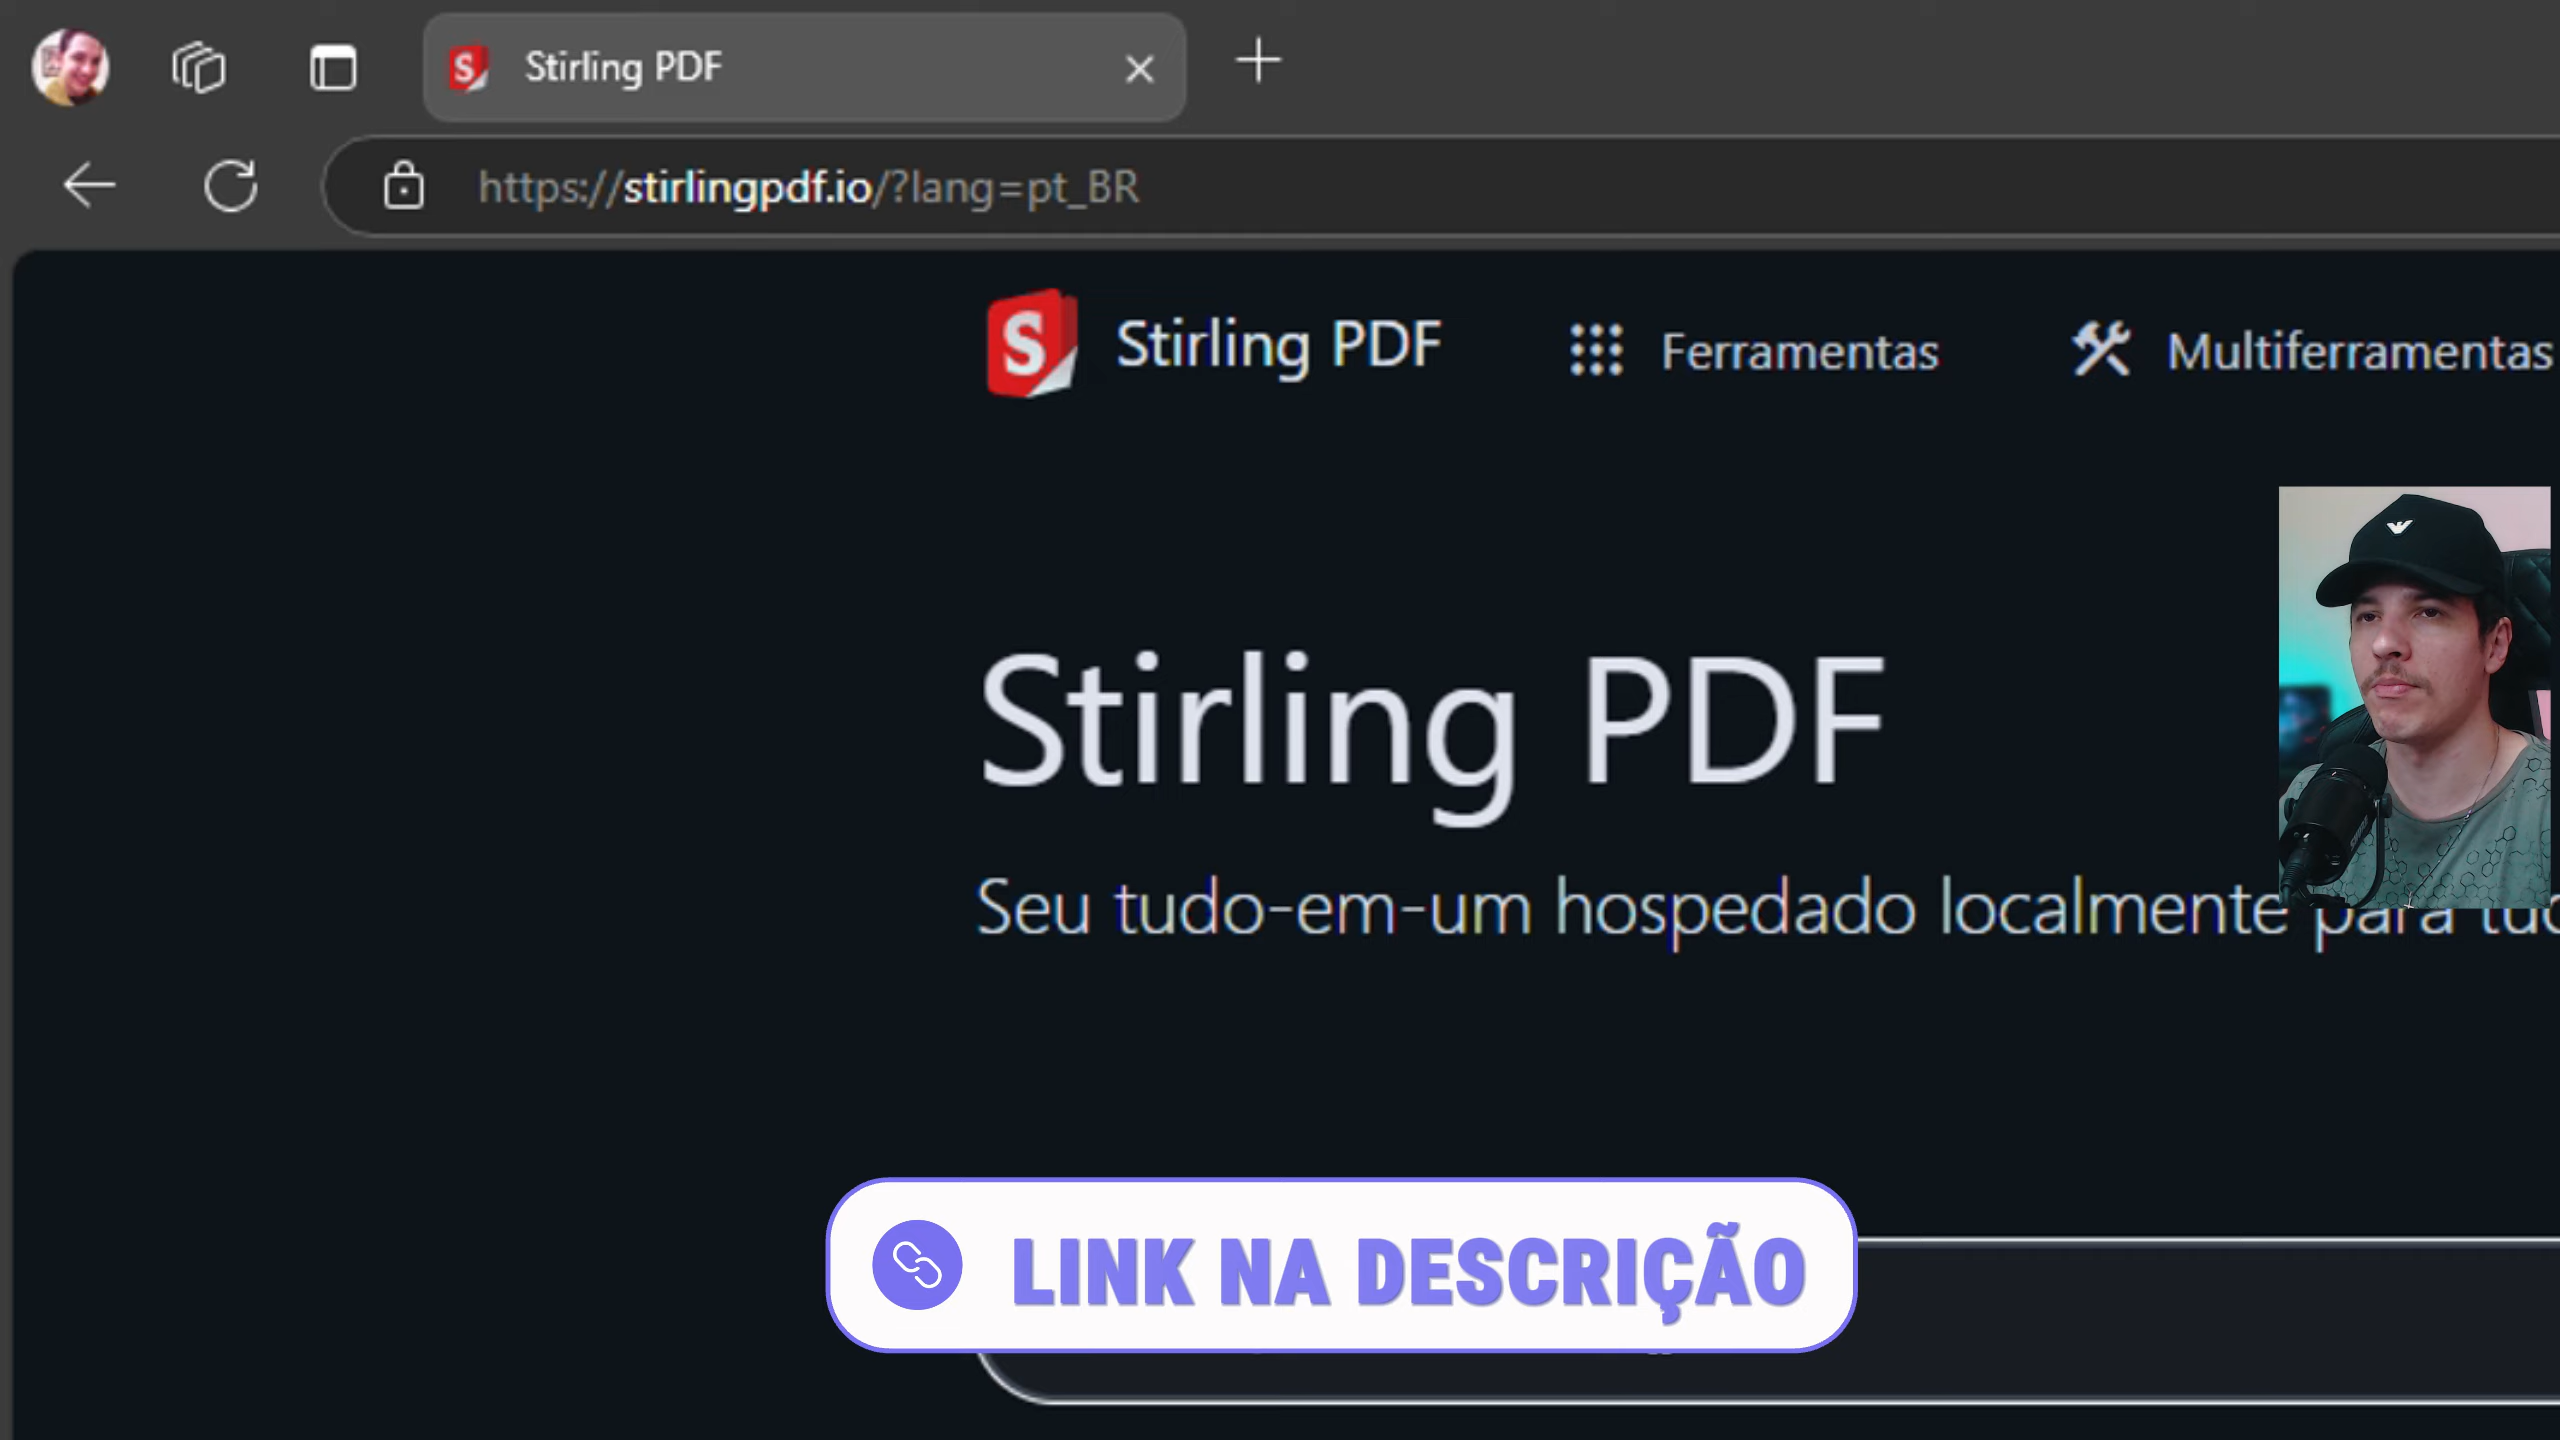 Stirling PDF
https://stirlingpdf.io/?lang=pt_BR
Stirling PDF
Ferramentas
Multiferramentas
Stirling PDF
Seu tudo-em-um hospedado localmente para
LINK NA DESCRIÇÃO